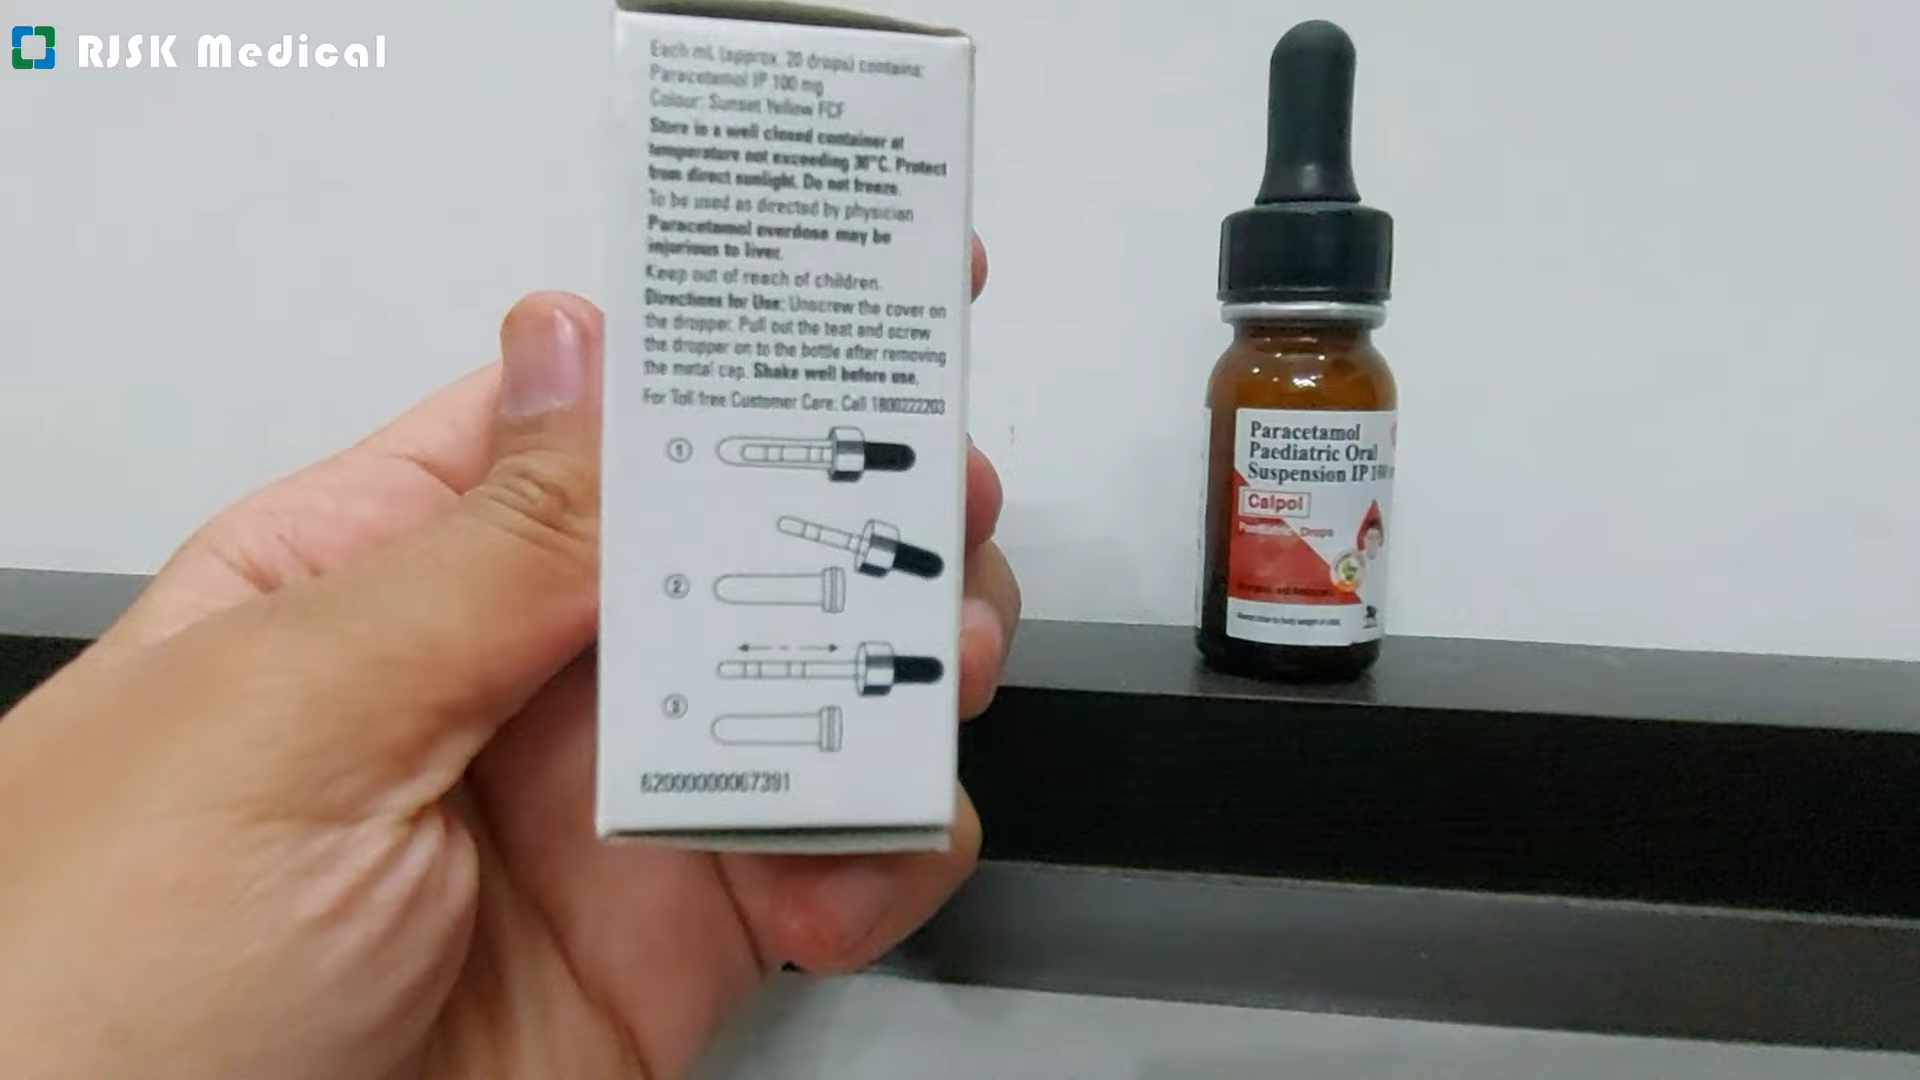 RJSK Medical
Each mL (approx. 20 drops) contains:
Paracetamol IP 100 mg
Colour: Sunset Yellow FCF
Store in a well closed container at
temperature not exceeding 30°C. Protect
from direct sunlight. Do not freeze.
To be used as directed by physician
Paracetamol overdose may be
injurious to liver.
Keep out of reach of children.
Directions for Use: Unscrew the cover on
the dropper. Pull out the teat and screw
the dropper on to the bottle after removing
the metal cap. Shake well before use.
For Toll free Customer Care: Call 1800222203
1
2
3
62000000067391
Paracetamol
Paediatric Oral
Suspension IP
Calpol
Paediatric Drops